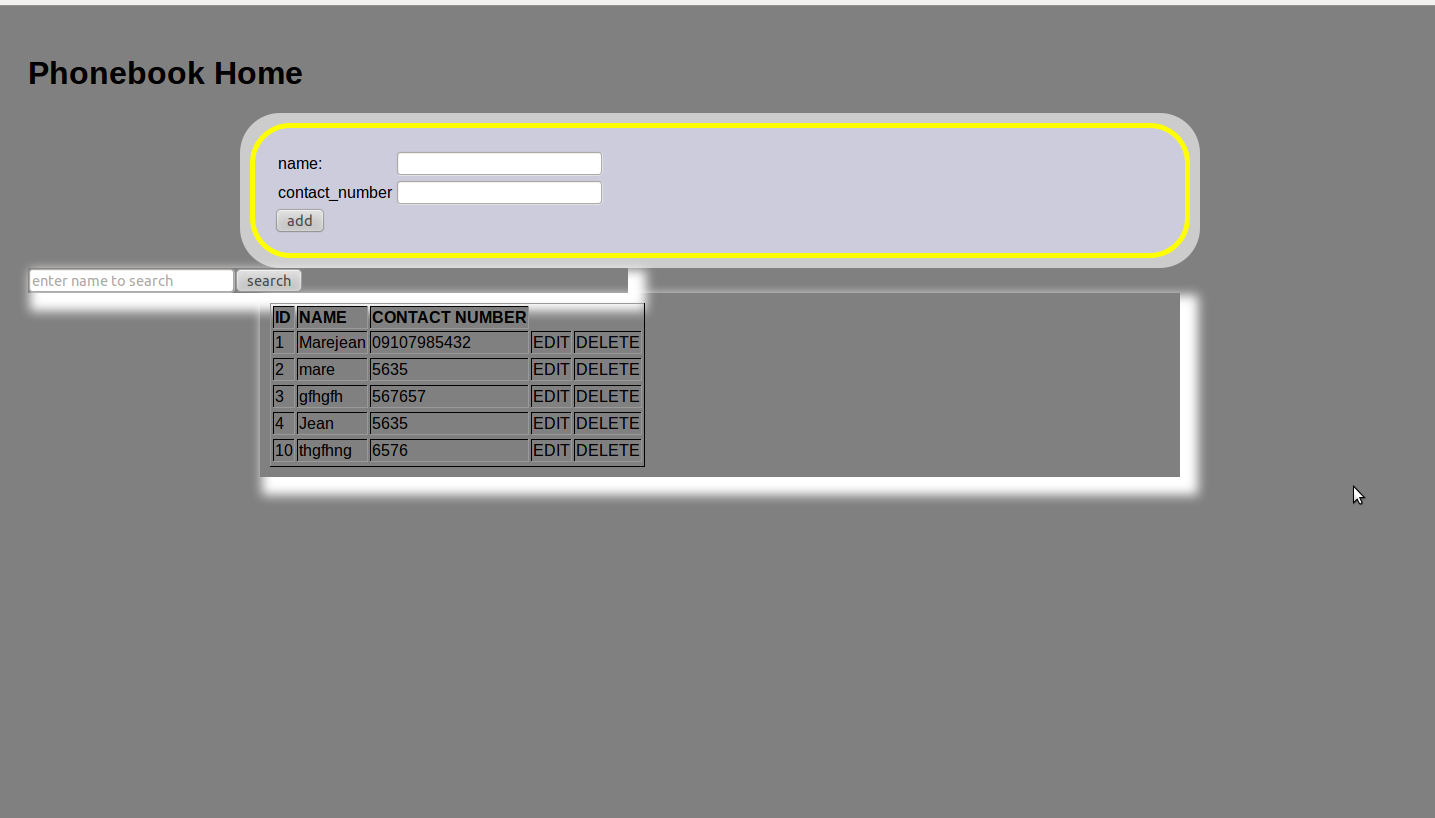 Phonebook Home
name:
contact_number
add
enter name to search search
ID NAME CONTACT NUMBER
1 Marejean 09107985432 EDIT DELETE
2 mare 5635 EDIT DELETE
3 gfhgfh 567657 EDIT DELETE
4 Jean 5635 EDIT DELETE
10 thgfhng 6576 EDIT DELETE